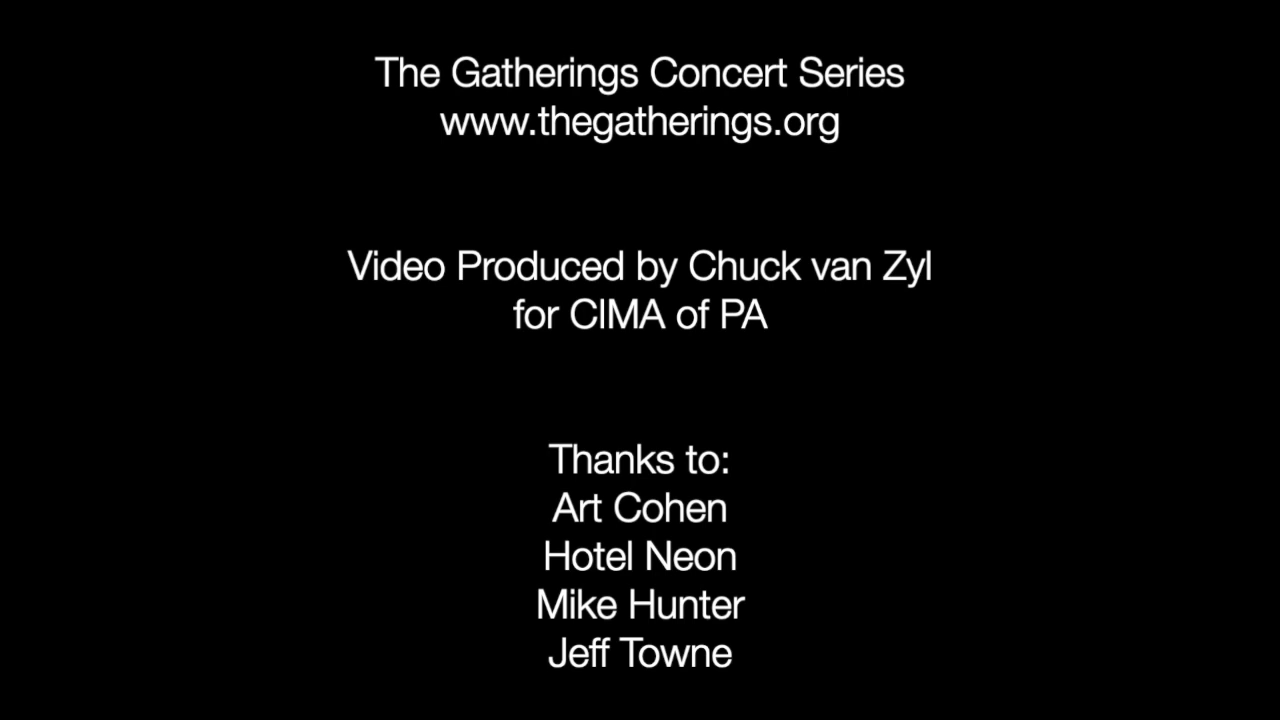 The Gatherings Concert Series
www.thegatherings.org
Video Produced by Chuck van Zyl
for CIMA of PA
Thanks to:
Art Cohen
Hotel Neon
Mike Hunter
Jeff Towne